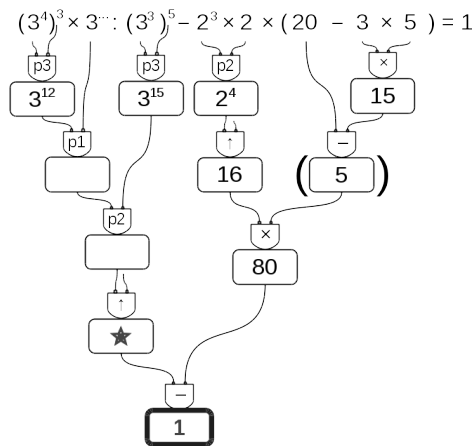 (3⁴)³ × 3··· : (3³)⁵ − 2³ × 2 × (20 − 3 × 5) = 1
p3 p3 p2 ×
3¹² 3¹⁵ 2⁴ 15
p1 ↑ −
16 (5)
p2 ×
80
↑
★
−
1